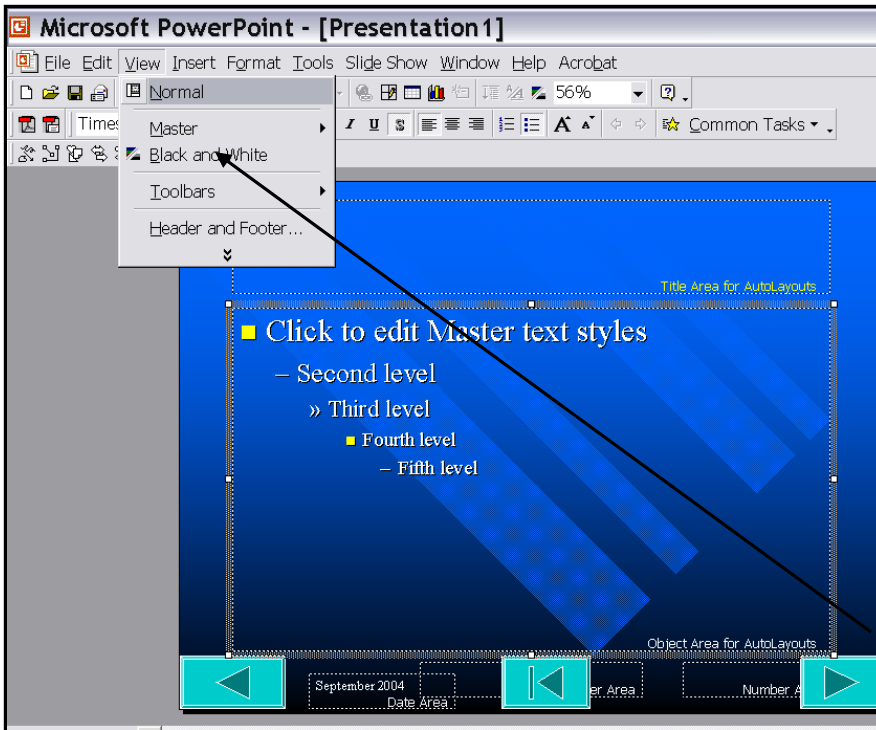 Microsoft PowerPoint - [Presentation1]
File Edit View Insert Format Tools Slide Show Window Help Acrobat
Normal
56%
Times
I U S
A A
Common Tasks
Master
Black and White
Toolbars
Header and Footer...
Title Area for AutoLayouts
Click to edit Master text styles
– Second level
» Third level
Fourth level
– Fifth level
Object Area for AutoLayouts
September 2004
Date Area
er Area
Number A